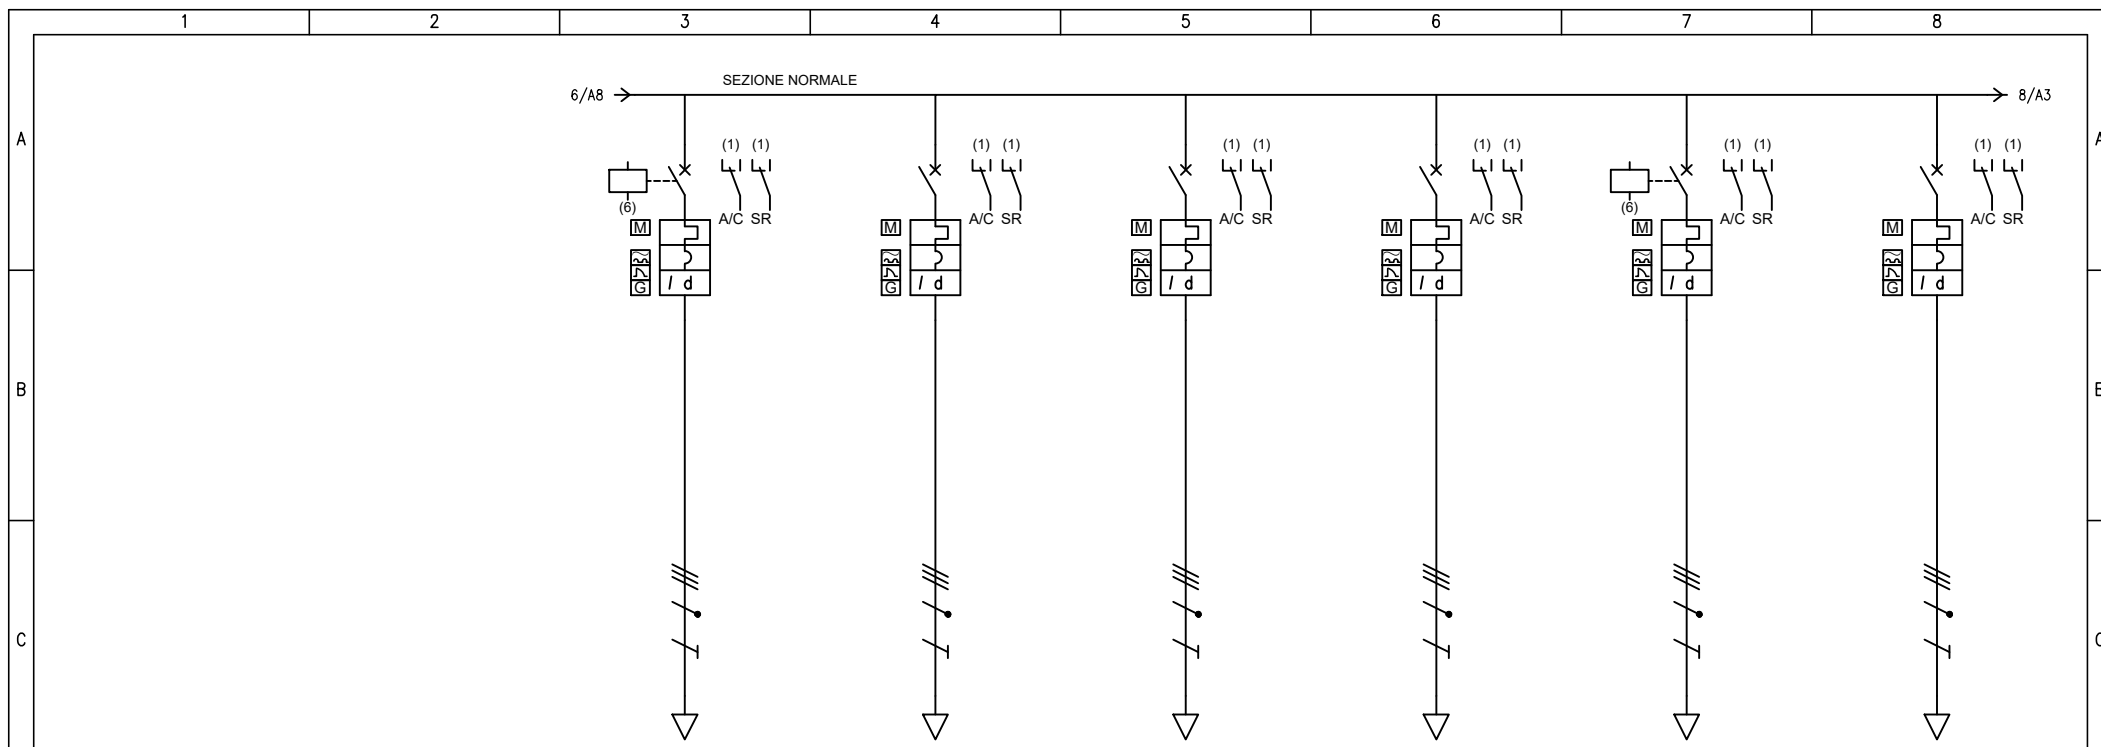 1 2 3 4 5 6 7 8
SEZIONE NORMALE
6/A8 8/A3
A A
(1) (1) (1) (1) (1) (1) (1) (1) (1) (1) (1) (1)
(6) (6)
A/C SR A/C SR A/C SR A/C SR A/C SR A/C SR
M M M M M M
I d I d I d I d I d I d
G G G G G G
B B
C C